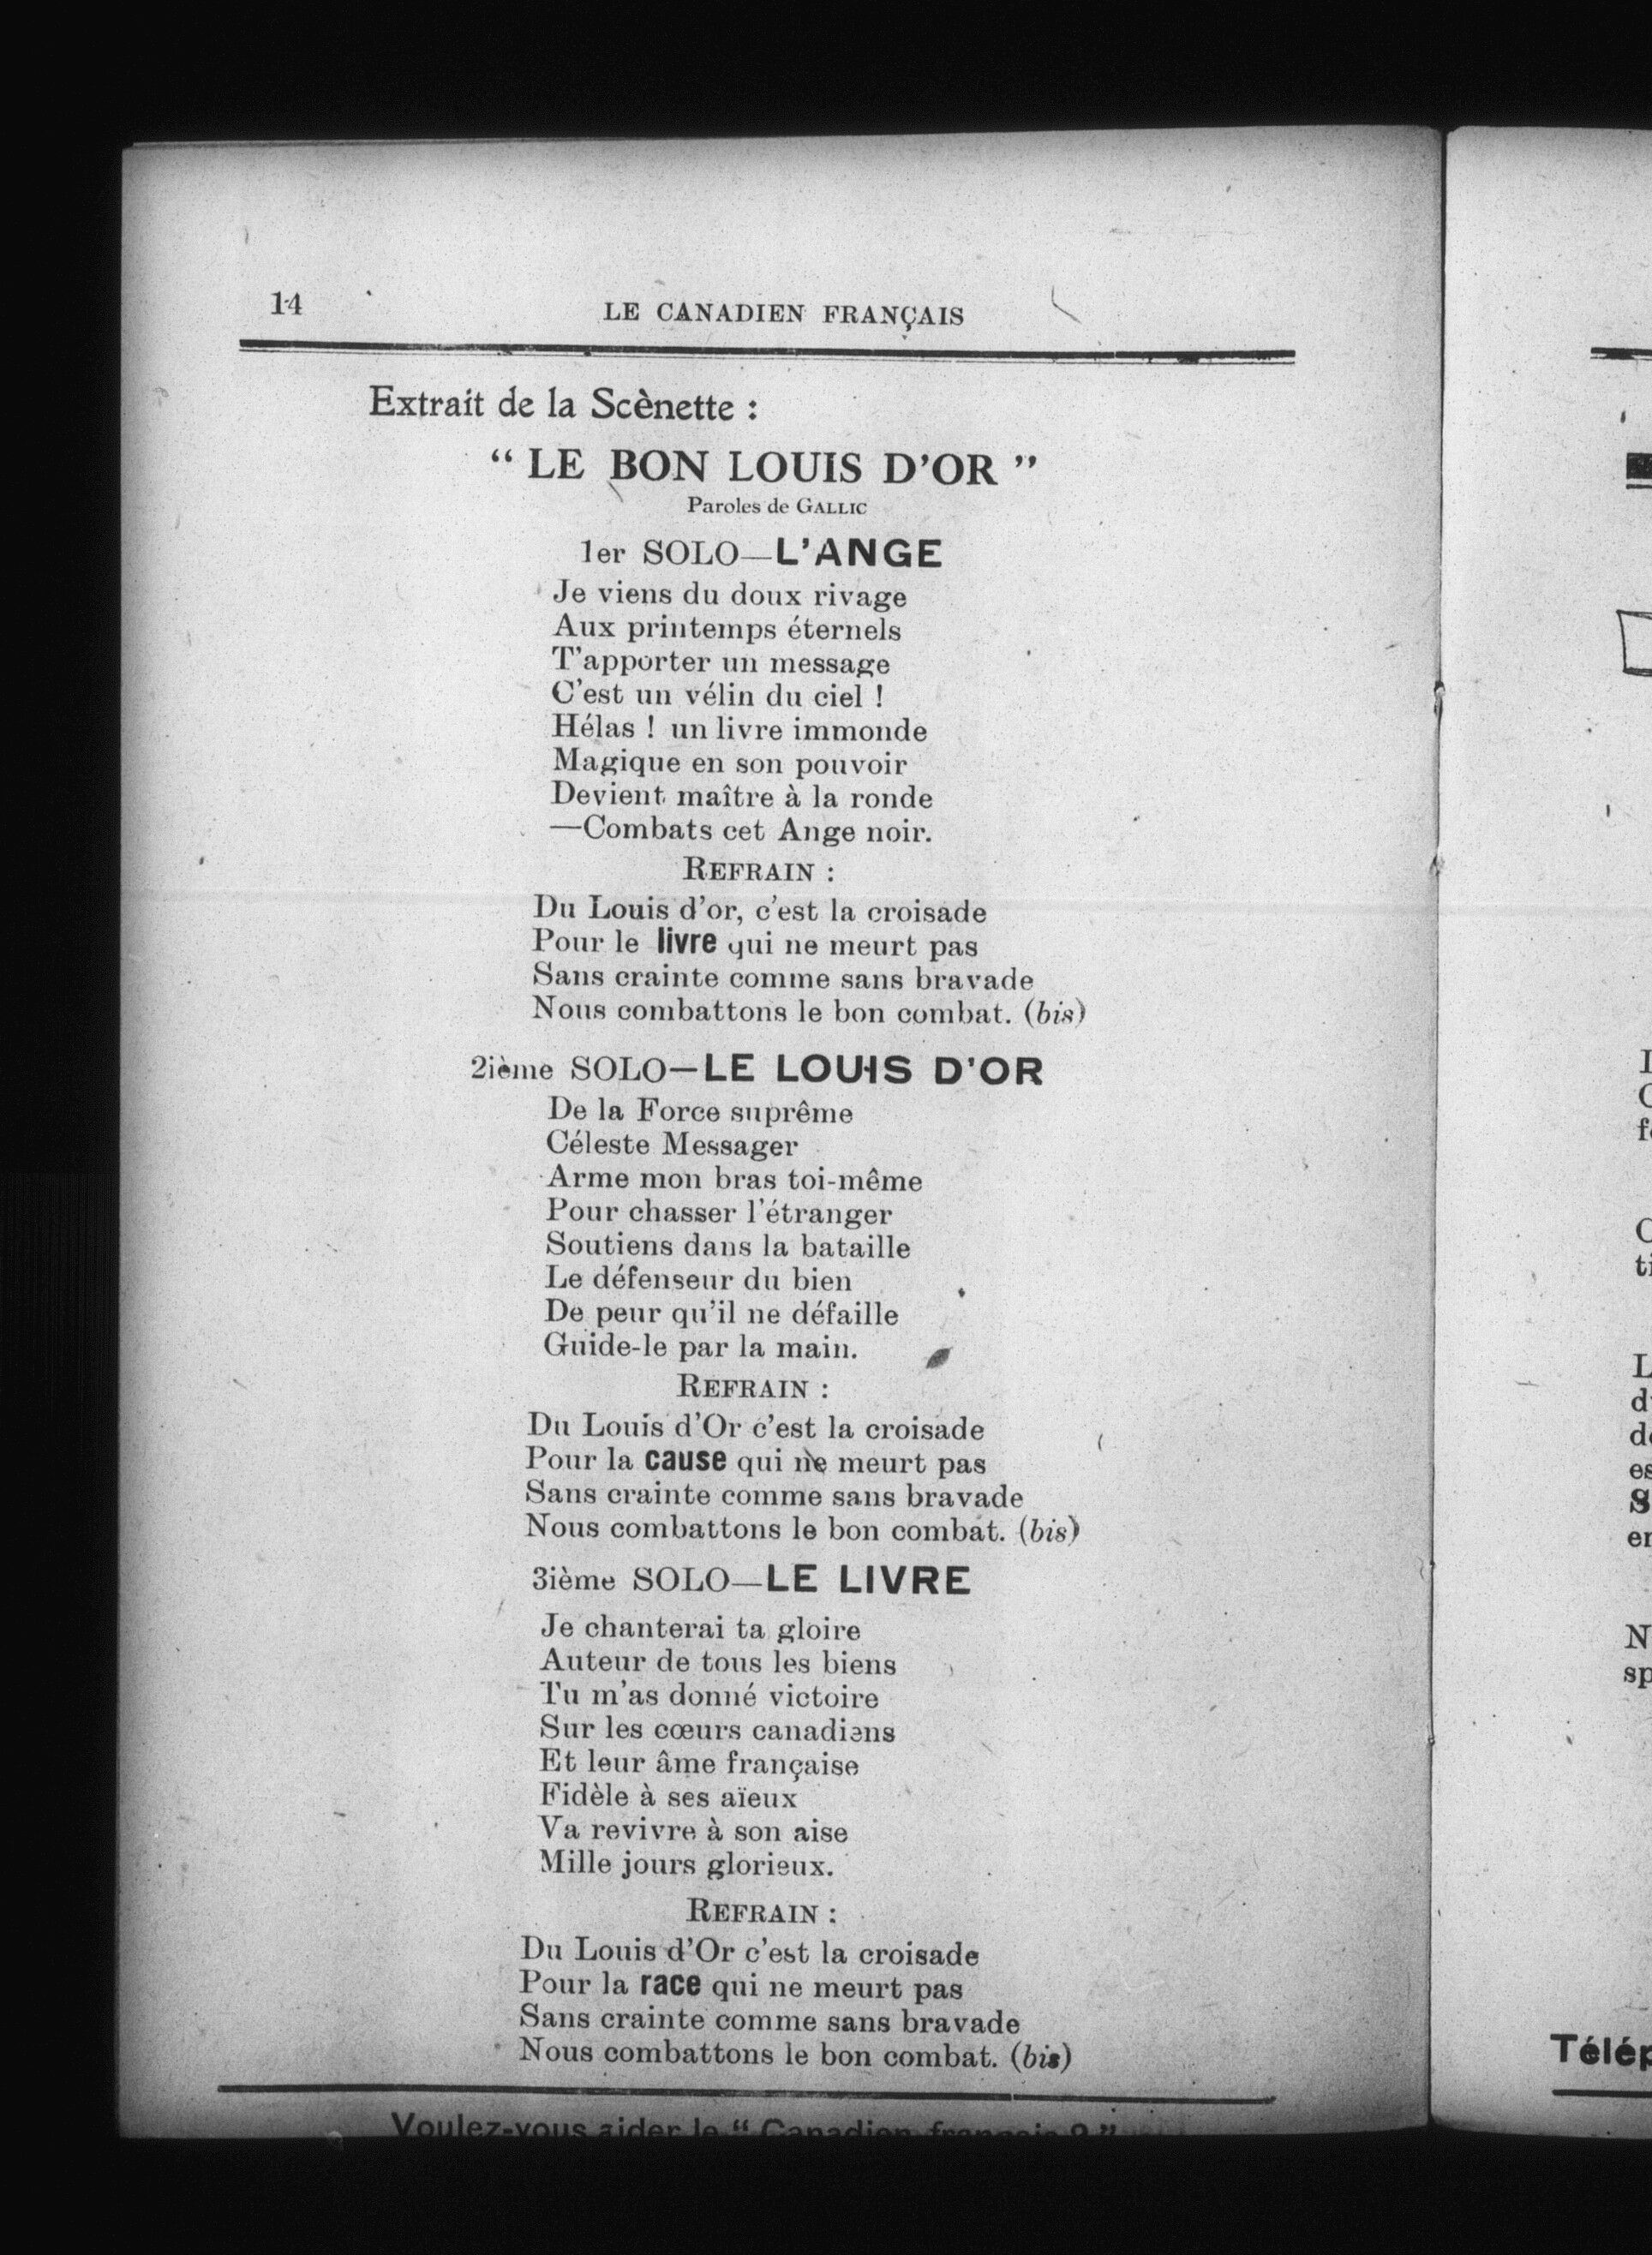 14
LE CANADIEN FRANÇAIS
Extrait de la Scènette :
“ LE BON LOUIS D’OR ”
Paroles de GALLIC
1er SOLO—L’ANGE
Je viens du doux rivage
Aux printemps éternels
T’apporter un message
C’est un vélin du ciel !
Hélas ! un livre immonde
Magique en son pouvoir
Devient maître à la ronde
—Combats cet Ange noir.
REFRAIN :
Du Louis d’or, c’est la croisade
Pour le livre qui ne meurt pas
Sans crainte comme sans bravade
Nous combattons le bon combat. (bis)
2ième SOLO—LE LOUIS D’OR
De la Force suprême
Céleste Messager
Arme mon bras toi-même
Pour chasser l’étranger
Soutiens dans la bataille
Le défenseur du bien
De peur qu’il ne défaille
Guide-le par la main.
REFRAIN :
Du Louis d’Or c’est la croisade
Pour la cause qui ne meurt pas
Sans crainte comme sans bravade
Nous combattons le bon combat. (bis)
3ième SOLO—LE LIVRE
Je chanterai ta gloire
Auteur de tous les biens
Tu m’as donné victoire
Sur les cœurs canadiens
Et leur âme française
Fidèle à ses aïeux
Va revivre à son aise
Mille jours glorieux.
REFRAIN :
Du Louis d’Or c’est la croisade
Pour la race qui ne meurt pas
Sans crainte comme sans bravade
Nous combattons le bon combat. (bis)
Voulez-vous aider le “ Canadien français ? ”